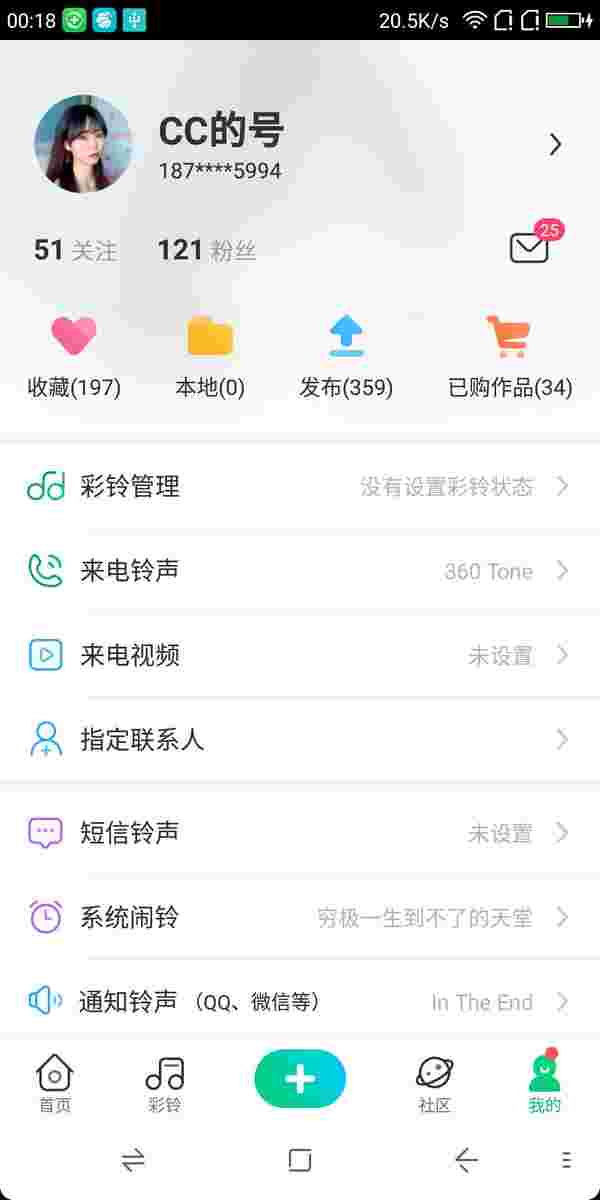 00:18 20.5K/s
CC的号
187****5994
51 关注 121 粉丝 25
收藏(197) 本地(0) 发布(359) 已购作品(34)
彩铃管理 没有设置彩铃状态
来电铃声 360 Tone
来电视频 未设置
指定联系人
短信铃声 未设置
系统闹铃 穷极一生到不了的天堂
通知铃声（QQ、微信等） In The End
首页 彩铃 社区 我的